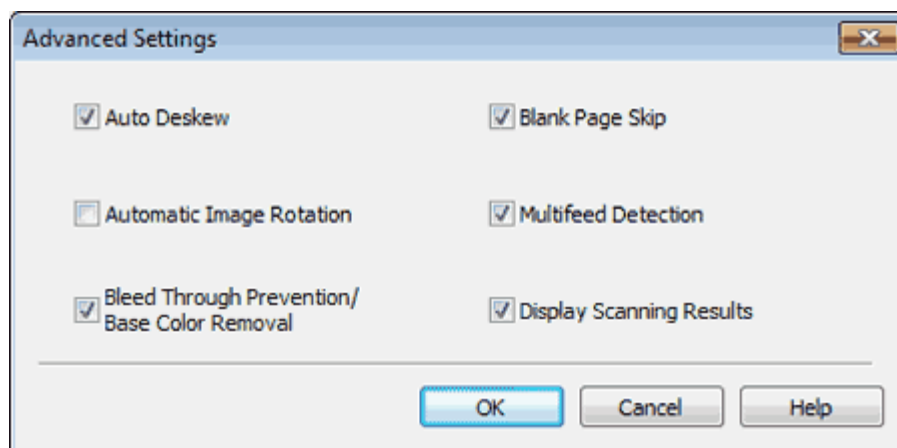 Advanced Settings
Auto Deskew
Blank Page Skip
Automatic Image Rotation
Multifeed Detection
Bleed Through Prevention/
Base Color Removal
Display Scanning Results
OK
Cancel
Help